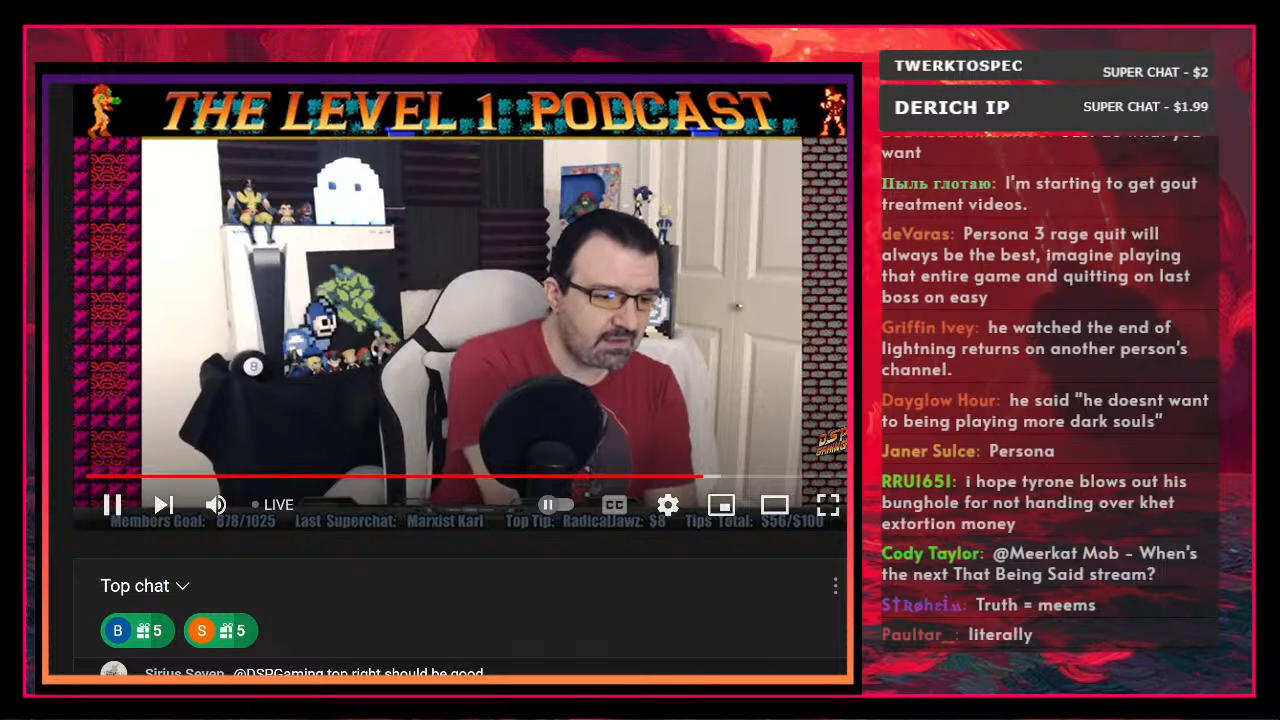 THE LEVEL 1 PODCAST
DSP
GAMING
8
LIVE
CC
Members Goal: 878/1025 Last Superchat: Marxist Karl Top Tip: RadicalJawz: $8 Tips Total: $56/$100
Top chat
B 5 S 5
Sirius Seven @DSPGaming top right should be good
TWERKTOSPEC SUPER CHAT - $2
DERICH IP SUPER CHAT - $1.99
want
Пыль глотаю: I'm starting to get gout
treatment videos.
deVaras: Persona 3 rage quit will
always be the best, imagine playing
that entire game and quitting on last
boss on easy
Griffin Ivey: he watched the end of
lightning returns on another person's
channel.
Dayglow Hour: he said "he doesnt want
to being playing more dark souls"
Janer Sulce: Persona
RRU1651: i hope tyrone blows out his
bunghole for not handing over khet
extortion money
Cody Taylor: @Meerkat Mob - When's
the next That Being Said stream?
S†Røhɛim: Truth = meems
Paultar_: literally